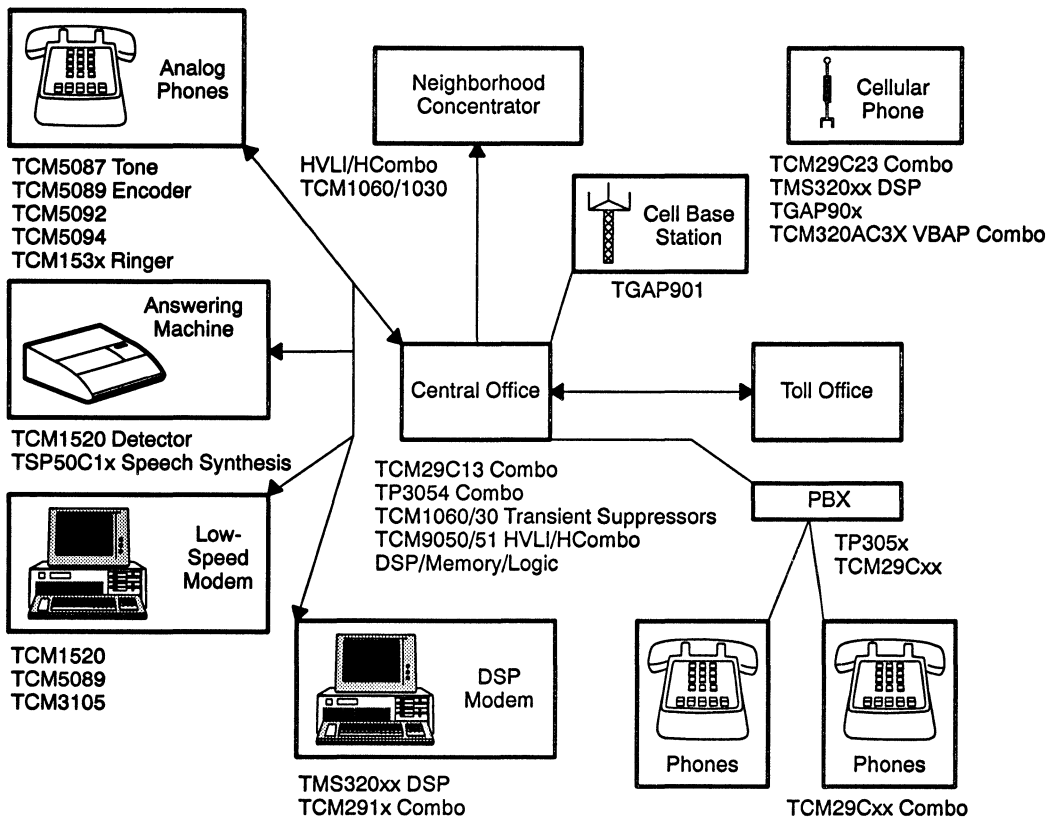 Analog
Phones
TCM5087 Tone
TCM5089 Encoder
TCM5092
TCM5094
TCM153x Ringer
Neighborhood
Concentrator
HVLI/HCombo
TCM1060/1030
Cellular
Phone
TCM29C23 Combo
TMS320xx DSP
TGAP90x
TCM320AC3X VBAP Combo
Cell Base
Station
TGAP901
Answering
Machine
TCM1520 Detector
TSP50C1x Speech Synthesis
Central Office
Toll Office
TCM29C13 Combo
TP3054 Combo
TCM1060/30 Transient Suppressors
TCM9050/51 HVLI/HCombo
DSP/Memory/Logic
PBX
TP305x
TCM29Cxx
Low-
Speed
Modem
TCM1520
TCM5089
TCM3105
DSP
Modem
TMS320xx DSP
TCM291x Combo
Phones
Phones
TCM29Cxx Combo